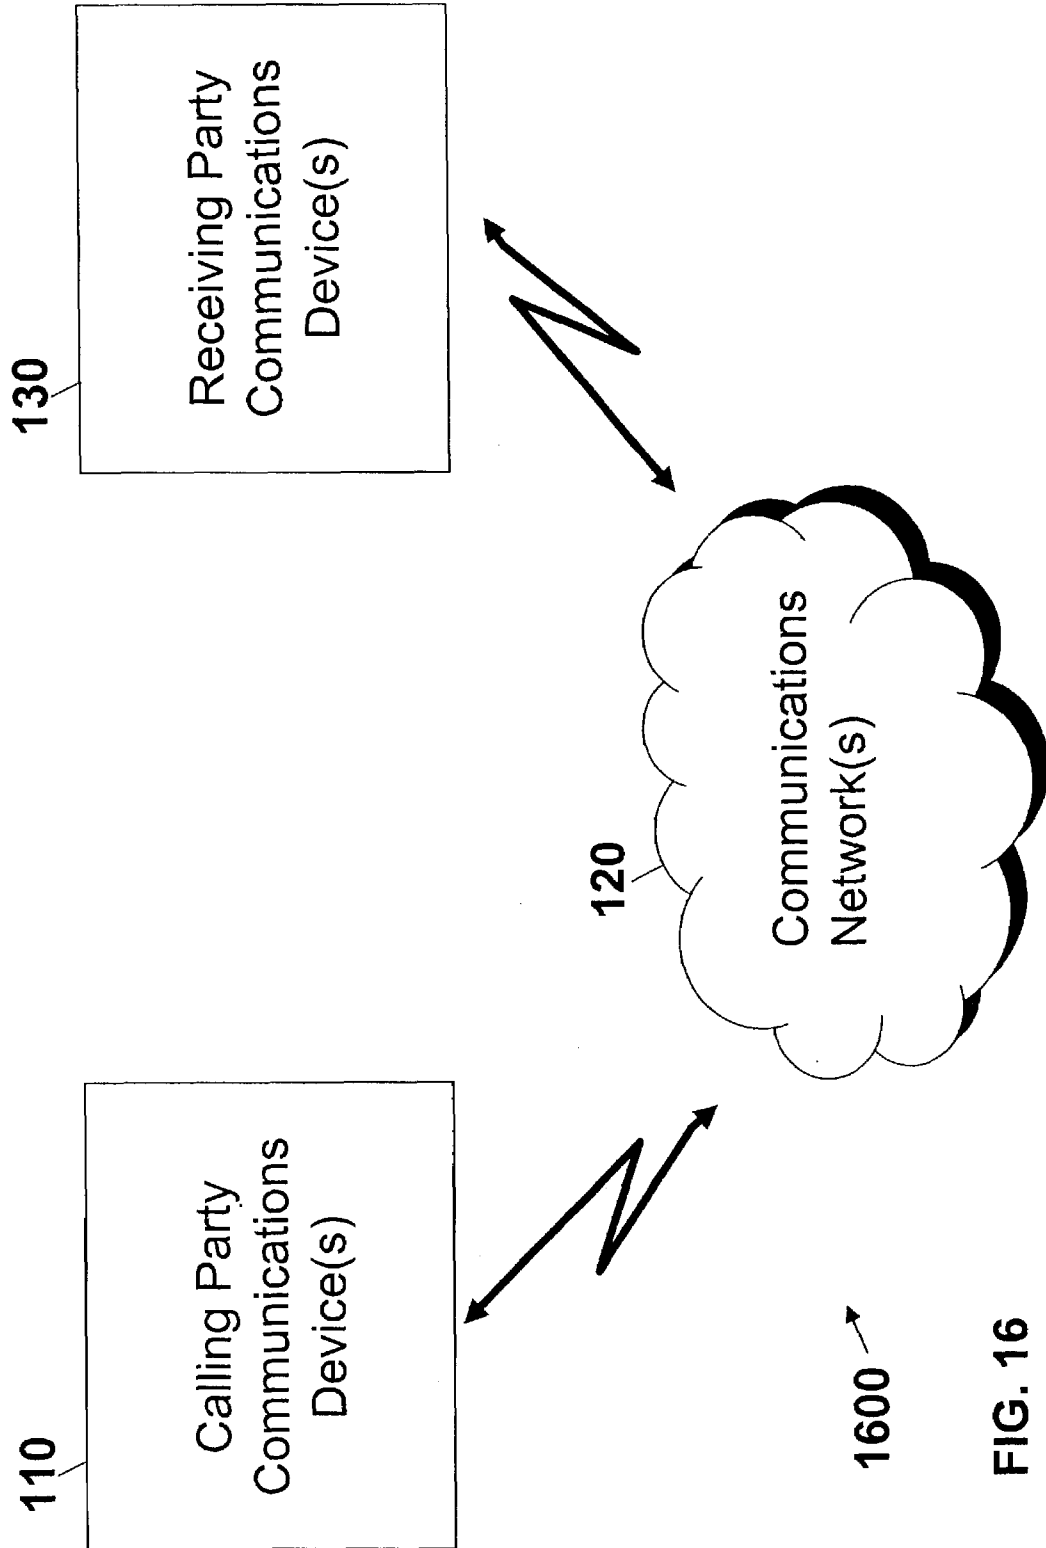 110
Calling Party
Communications
Device(s)
120
Communications
Network(s)
130
Receiving Party
Communications
Device(s)
1600
FIG. 16